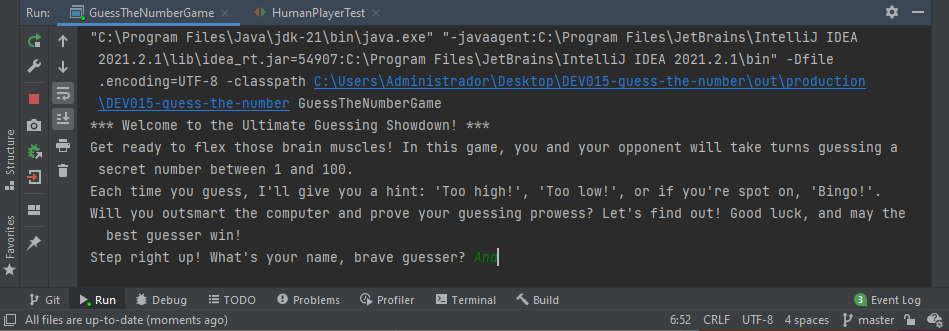 Run: GuessTheNumberGame HumanPlayerTest
"C:\Program Files\Java\jdk-21\bin\java.exe" "-javaagent:C:\Program Files\JetBrains\IntelliJ IDEA
2021.2.1\lib\idea_rt.jar=54907:C:\Program Files\JetBrains\IntelliJ IDEA 2021.2.1\bin" -Dfile
.encoding=UTF-8 -classpath C:\Users\Administrador\Desktop\DEV015-guess-the-number\out\production
\DEV015-guess-the-number GuessTheNumberGame
*** Welcome to the Ultimate Guessing Showdown! ***
Get ready to flex those brain muscles! In this game, you and your opponent will take turns guessing a
secret number between 1 and 100.
Each time you guess, I'll give you a hint: 'Too high!', 'Too low!', or if you're spot on, 'Bingo!'.
Will you outsmart the computer and prove your guessing prowess? Let's find out! Good luck, and may the
best guesser win!
Step right up! What's your name, brave guesser? And
Structure
Favorites
Git Run Debug TODO Problems Profiler Terminal Build 3 Event Log
All files are up-to-date (moments ago) 6:52 CRLF UTF-8 4 spaces master